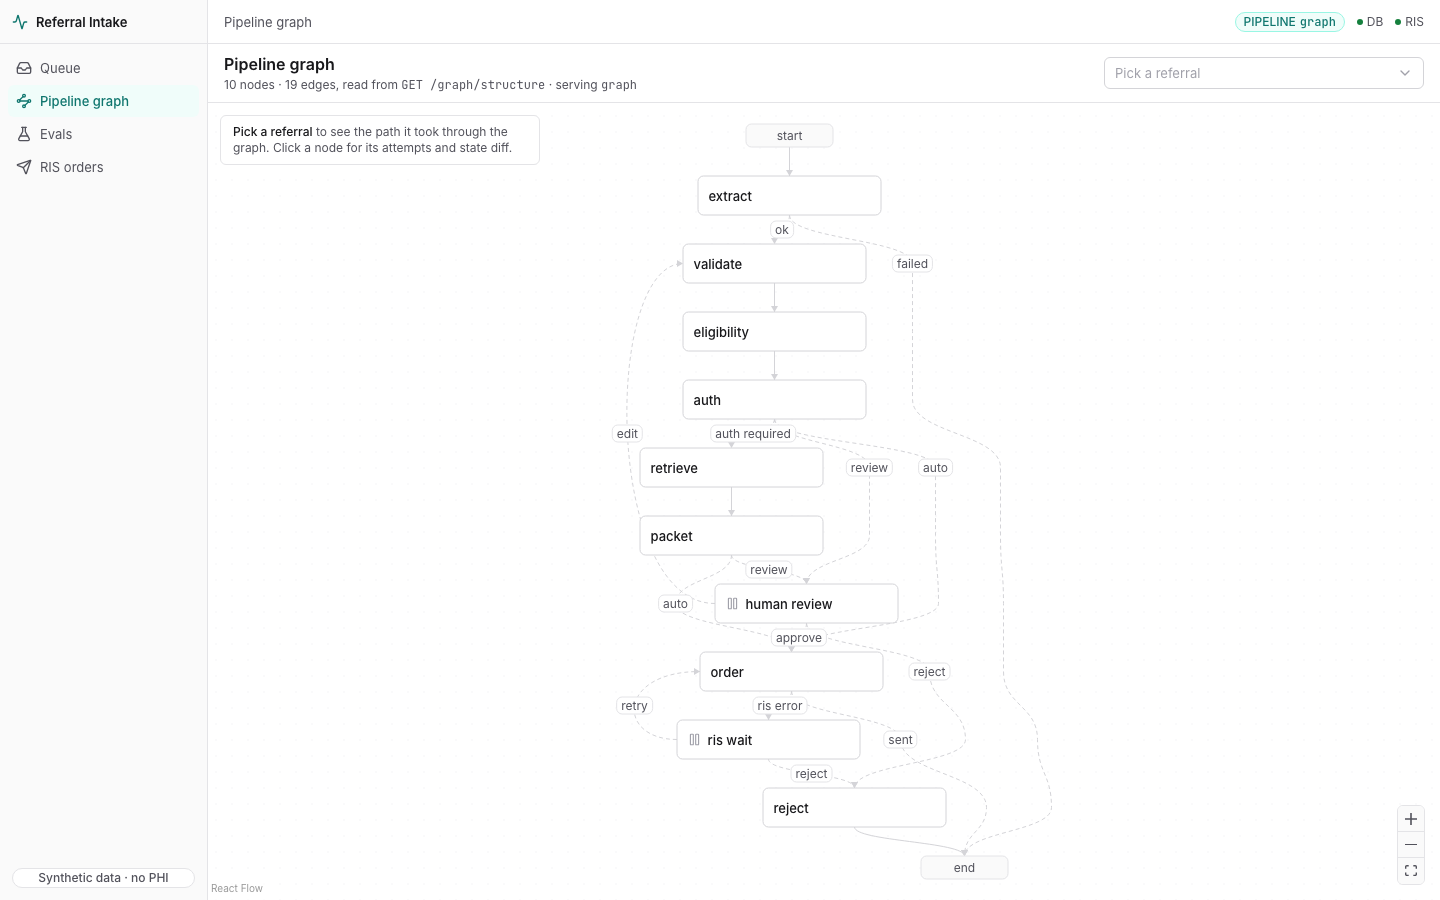 Referral Intake
Pipeline graph
PIPELINE graph
DB
RIS
Queue
Pipeline graph
Evals
RIS orders
Pipeline graph
10 nodes · 19 edges, read from GET /graph/structure · serving graph
Pick a referral
Pick a referral to see the path it took through the
graph. Click a node for its attempts and state diff.
start
extract
ok
validate
failed
eligibility
auth
edit
auth required
retrieve
review
auto
packet
review
auto
human review
approve
order
reject
retry
ris error
ris wait
sent
reject
reject
end
Synthetic data · no PHI
React Flow